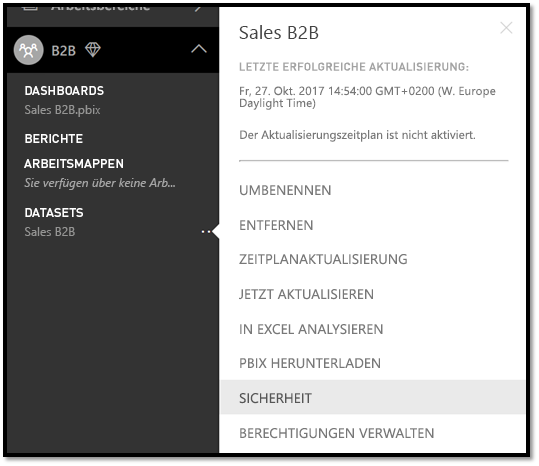 Arbeitsbereiche
B2B
DASHBOARDS
Sales B2B.pbix
BERICHTE
ARBEITSMAPPEN
Sie verfügen über keine Arb...
DATASETS
Sales B2B
Sales B2B
LETZTE ERFOLGREICHE AKTUALISIERUNG:
Fr, 27. Okt. 2017 14:54:00 GMT+0200 (W. Europe
Daylight Time)
Der Aktualisierungszeitplan ist nicht aktiviert.
UMBENENNEN
ENTFERNEN
ZEITPLANAKTUALISIERUNG
JETZT AKTUALISIEREN
IN EXCEL ANALYSIEREN
PBIX HERUNTERLADEN
SICHERHEIT
BERECHTIGUNGEN VERWALTEN